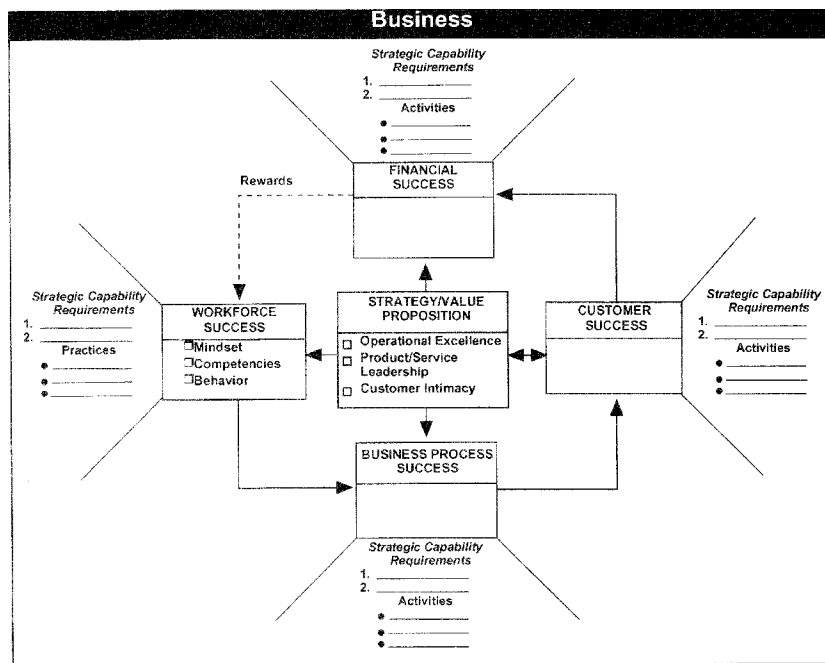 Business
Strategic Capability
Requirements
1.
2.
Activities
FINANCIAL
SUCCESS
Rewards
Strategic Capability
Requirements
1.
2.
Practices
WORKFORCE
SUCCESS
Mindset
Competencies
Behavior
STRATEGY/VALUE
PROPOSITION
Operational Excellence
Product/Service
Leadership
Customer Intimacy
CUSTOMER
SUCCESS
Strategic Capability
Requirements
1.
2.
Activities
BUSINESS PROCESS
SUCCESS
Strategic Capability
Requirements
1.
2.
Activities